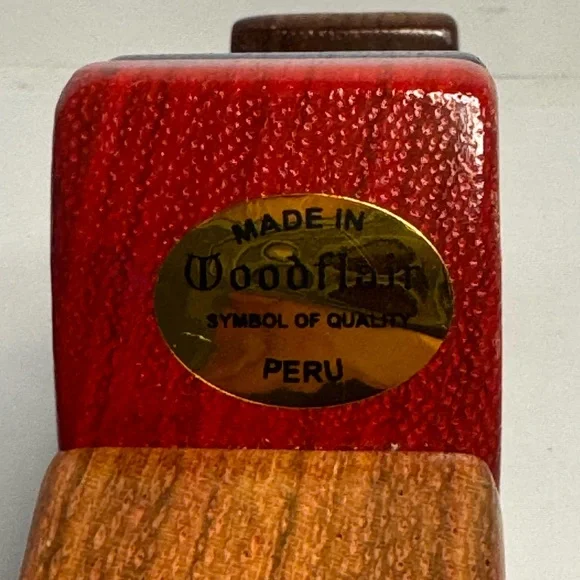 MADE IN
Woodflair
SYMBOL OF QUALITY
PERU